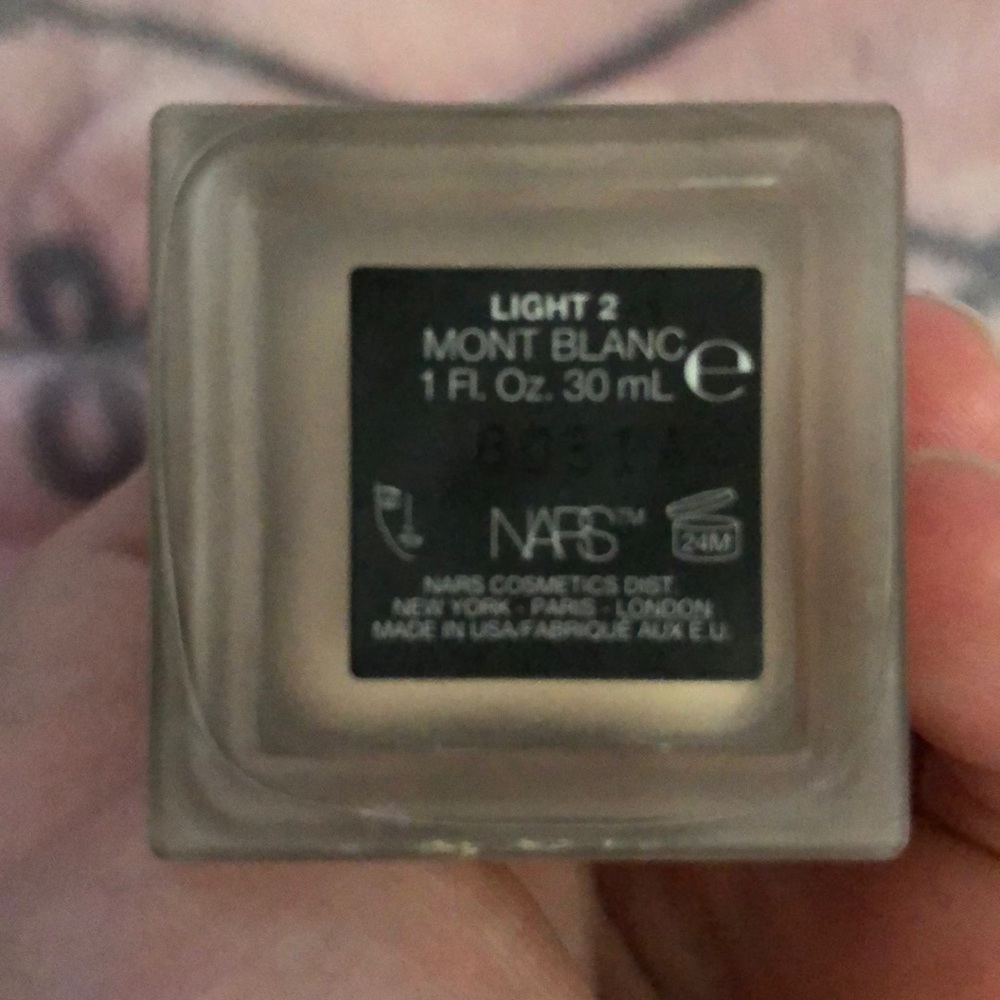 LIGHT 2
MONT BLANC
1 Fl. Oz. 30 mL e
NARS™
24M
NARS COSMETICS DIST.
NEW YORK - PARIS - LONDON
MADE IN USA/FABRIQUÉ AUX E.U.